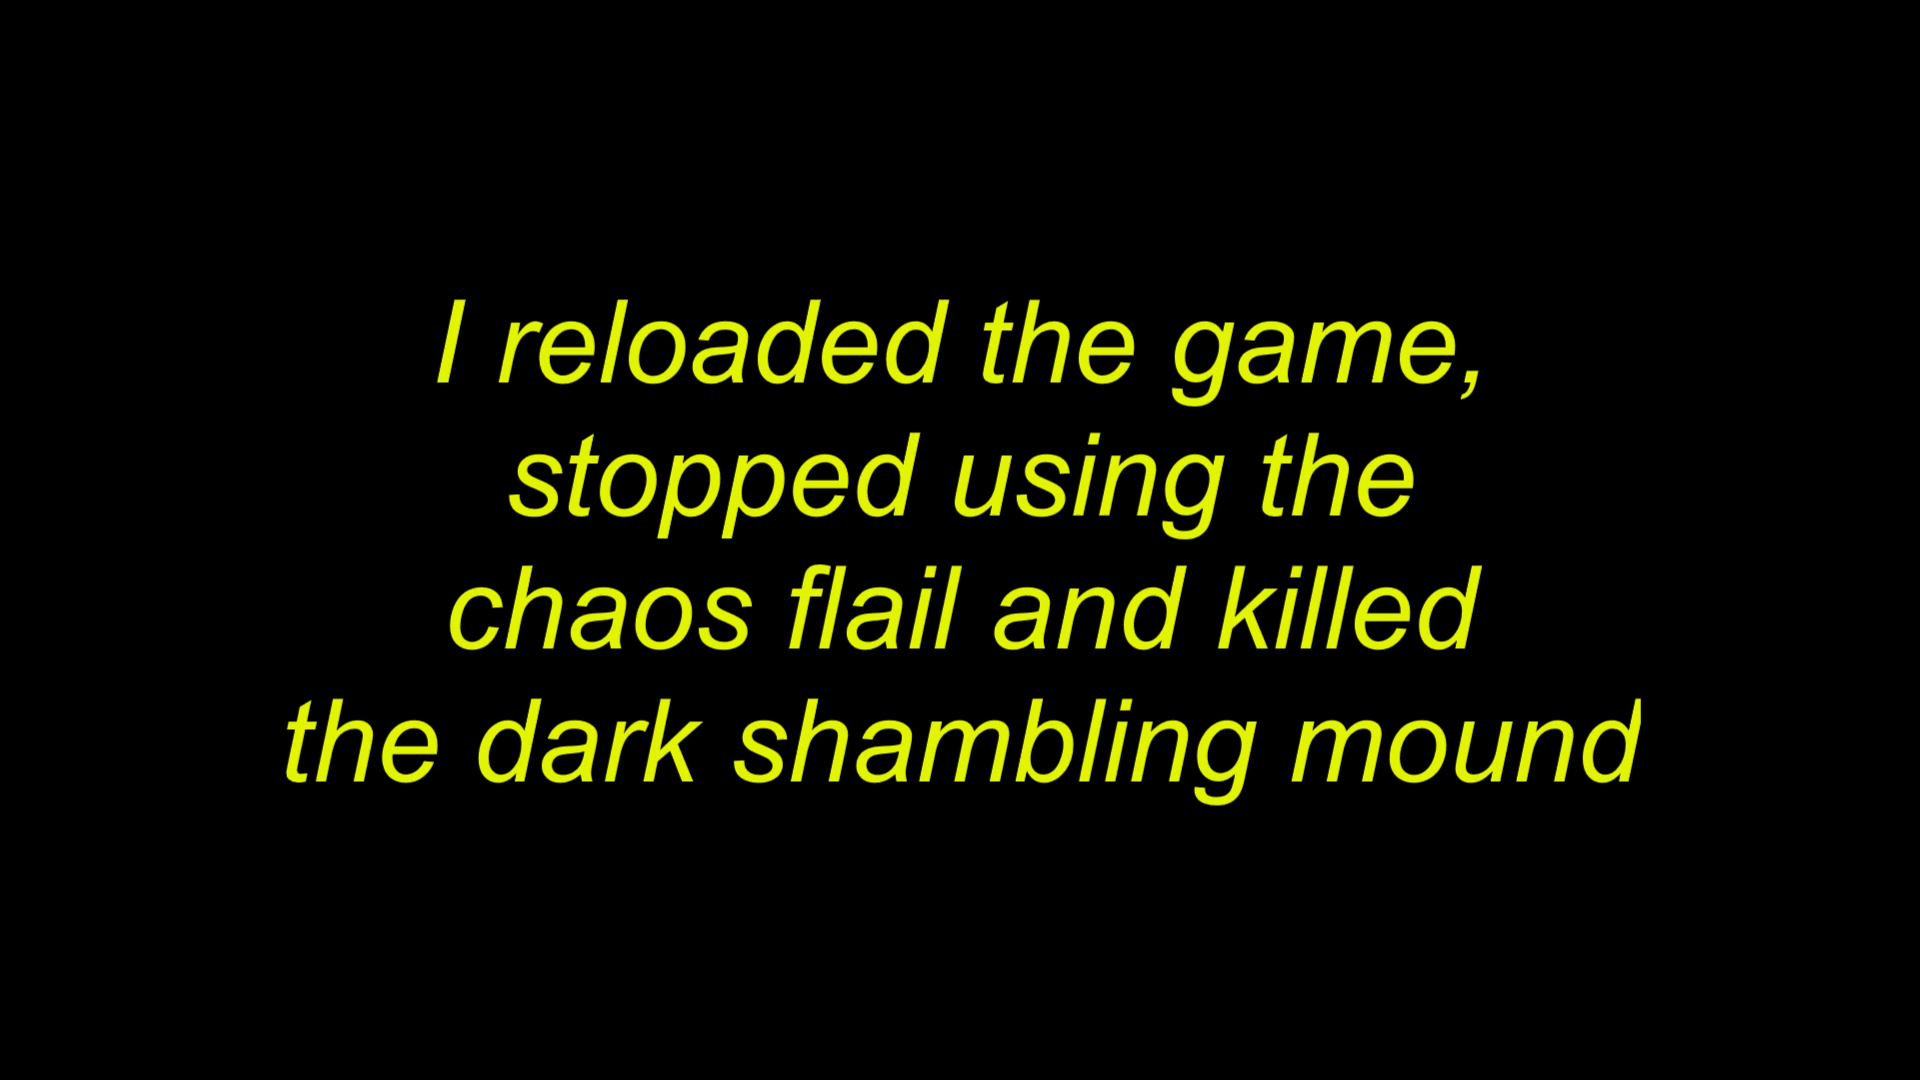 I reloaded the game,
stopped using the
chaos flail and killed
the dark shambling mound